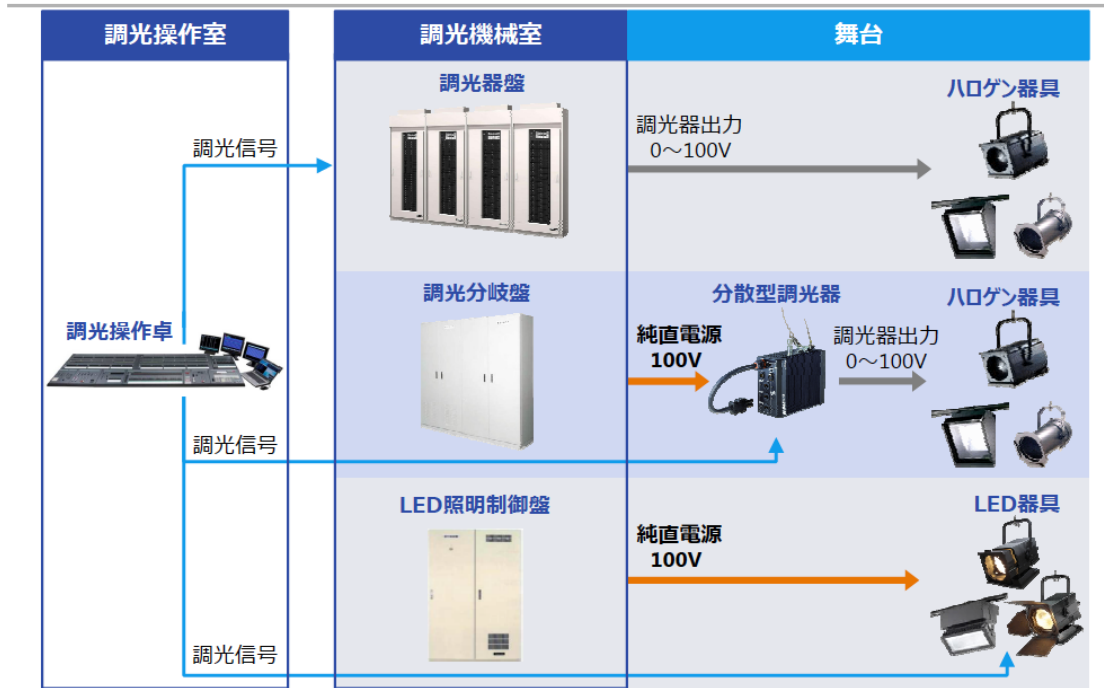 調光操作室
調光機械室
舞台
調光器盤
ハロゲン器具
調光信号
調光器出力
0～100V
調光分岐盤
分散型調光器
ハロゲン器具
調光操作卓
純直電源
100V
調光器出力
0～100V
調光信号
LED照明制御盤
LED器具
純直電源
100V
調光信号